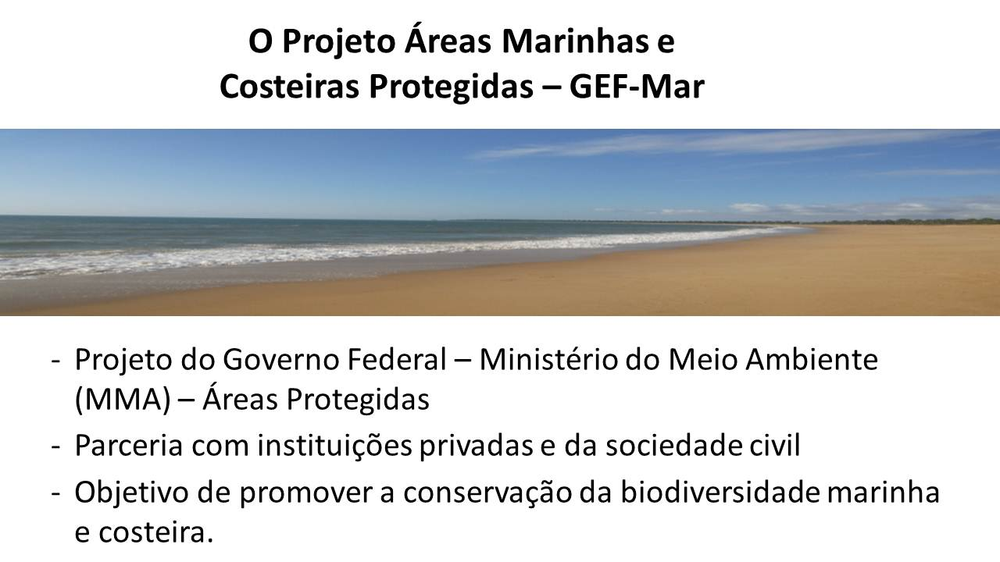 O Projeto Áreas Marinhas e
Costeiras Protegidas – GEF-Mar
- Projeto do Governo Federal – Ministério do Meio Ambiente
(MMA) – Áreas Protegidas
- Parceria com instituições privadas e da sociedade civil
- Objetivo de promover a conservação da biodiversidade marinha
e costeira.